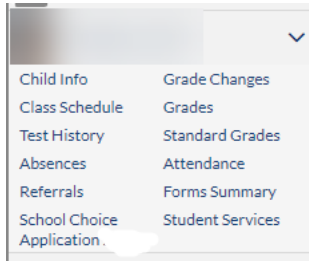 Child Info
Grade Changes
Class Schedule
Grades
Test History
Standard Grades
Absences
Attendance
Referrals
Forms Summary
School Choice
Application
Student Services